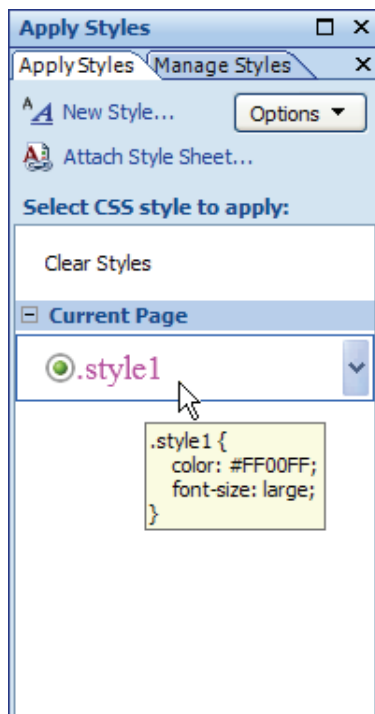 Apply Styles
Apply Styles Manage Styles
New Style... Options
Attach Style Sheet...
Select CSS style to apply:
Clear Styles
Current Page
.style1
.style1 {
color: #FF00FF;
font-size: large;
}